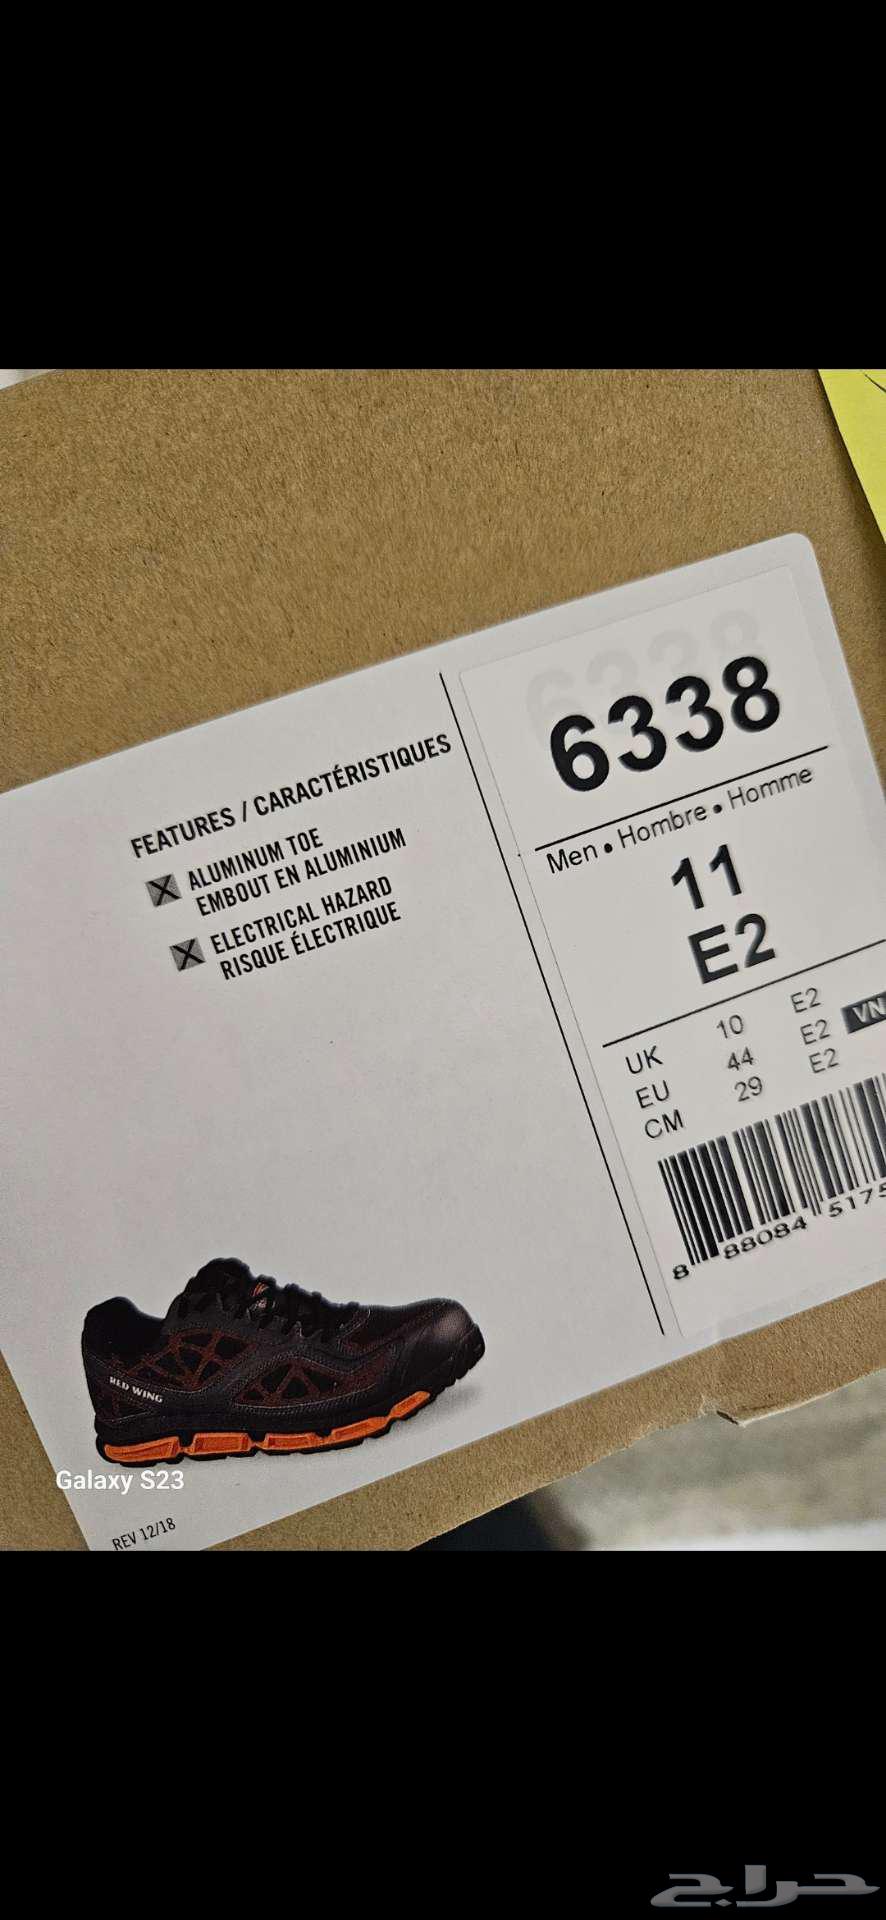 6338
Men • Hombre • Homme
11
E2
UK 10 E2
EU 44 E2
CM 29 E2
VN
8 88084 5175
FEATURES / CARACTÉRISTIQUES
ALUMINUM TOE
EMBOUT EN ALUMINIUM
ELECTRICAL HAZARD
RISQUE ÉLECTRIQUE
RED WING
Galaxy S23
REV 12/18
حراج